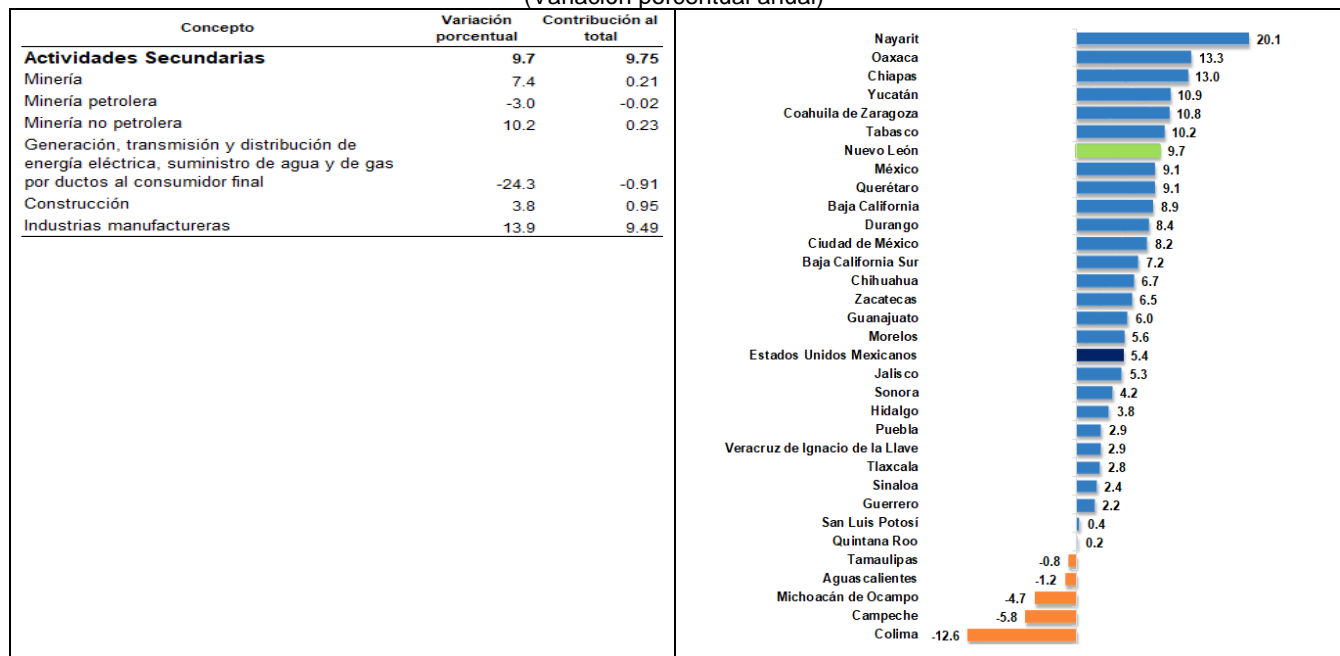 (Variación porcentual anual)
Concepto Variación porcentual Contribución al total
Actividades Secundarias 9.7 9.75
Minería 7.4 0.21
Minería petrolera -3.0 -0.02
Minería no petrolera 10.2 0.23
Generación, transmisión y distribución de
energía eléctrica, suministro de agua y de gas
por ductos al consumidor final -24.3 -0.91
Construcción 3.8 0.95
Industrias manufactureras 13.9 9.49
Nayarit 20.1
Oaxaca 13.3
Chiapas 13.0
Yucatán 10.9
Coahuila de Zaragoza 10.8
Tabasco 10.2
Nuevo León 9.7
México 9.1
Querétaro 9.1
Baja California 8.9
Durango 8.4
Ciudad de México 8.2
Baja California Sur 7.2
Chihuahua 6.7
Zacatecas 6.5
Guanajuato 6.0
Morelos 5.6
Estados Unidos Mexicanos 5.4
Jalisco 5.3
Sonora 4.2
Hidalgo 3.8
Puebla 2.9
Veracruz de Ignacio de la Llave 2.9
Tlaxcala 2.8
Sinaloa 2.4
Guerrero 2.2
San Luis Potosí 0.4
Quintana Roo 0.2
Tamaulipas -0.8
Aguascalientes -1.2
Michoacán de Ocampo -4.7
Campeche -5.8
Colima -12.6